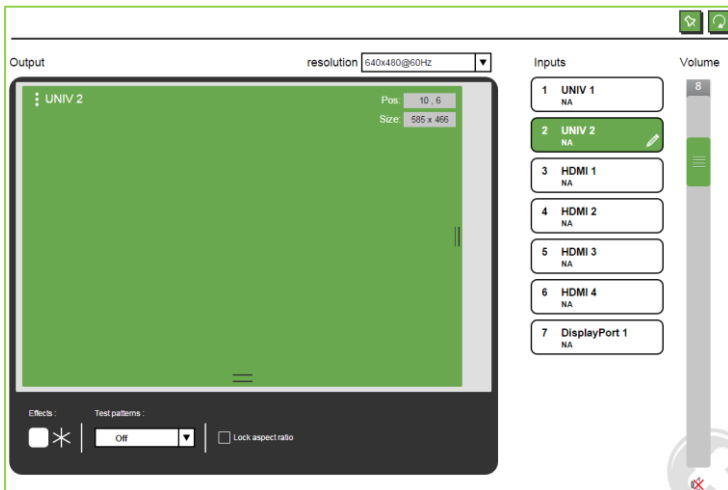 Output
resolution 640x480@60Hz
Inputs
Volume
UNIV 2
Pos: 10 , 6
Size: 585 x 466
1 UNIV 1
NA
2 UNIV 2
NA
3 HDMI 1
NA
4 HDMI 2
NA
5 HDMI 3
NA
6 HDMI 4
NA
7 DisplayPort 1
NA
8
Effects :
Test patterns :
Off
Lock aspect ratio